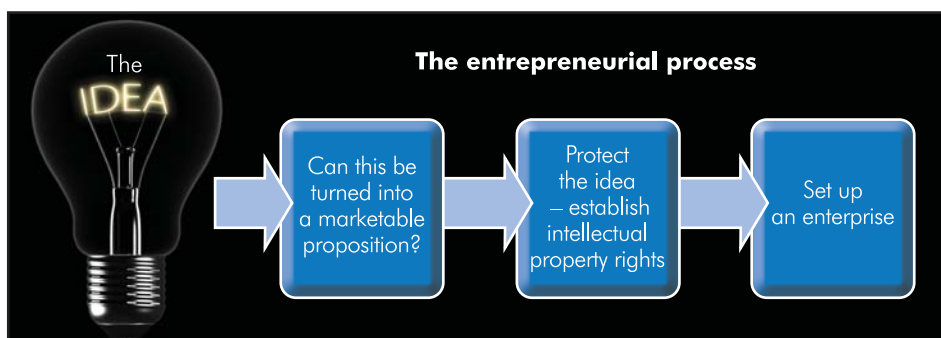 The
IDEA
The entrepreneurial process
Can this be
turned into
a marketable
proposition?
Protect
the idea
– establish
intellectual
property rights
Set up
an enterprise